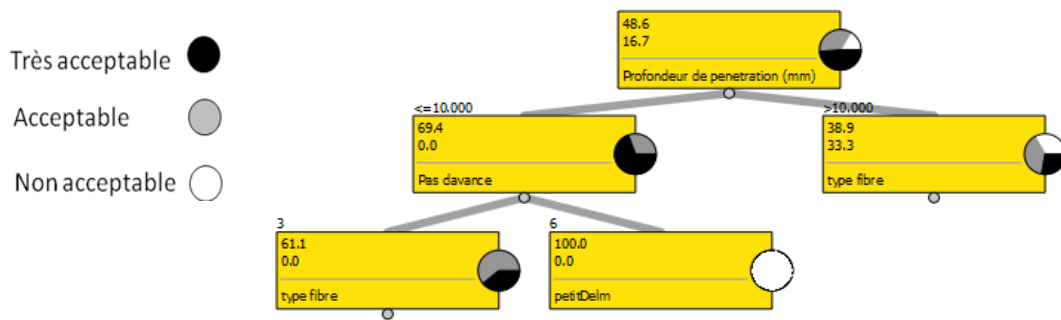 Très acceptable
Acceptable
Non acceptable
48.6
16.7
Profondeur de penetration (mm)
<=10.000
69.4
0.0
Pas davance
>10.000
38.9
33.3
type fibre
3
61.1
0.0
type fibre
6
100.0
0.0
petitDelm